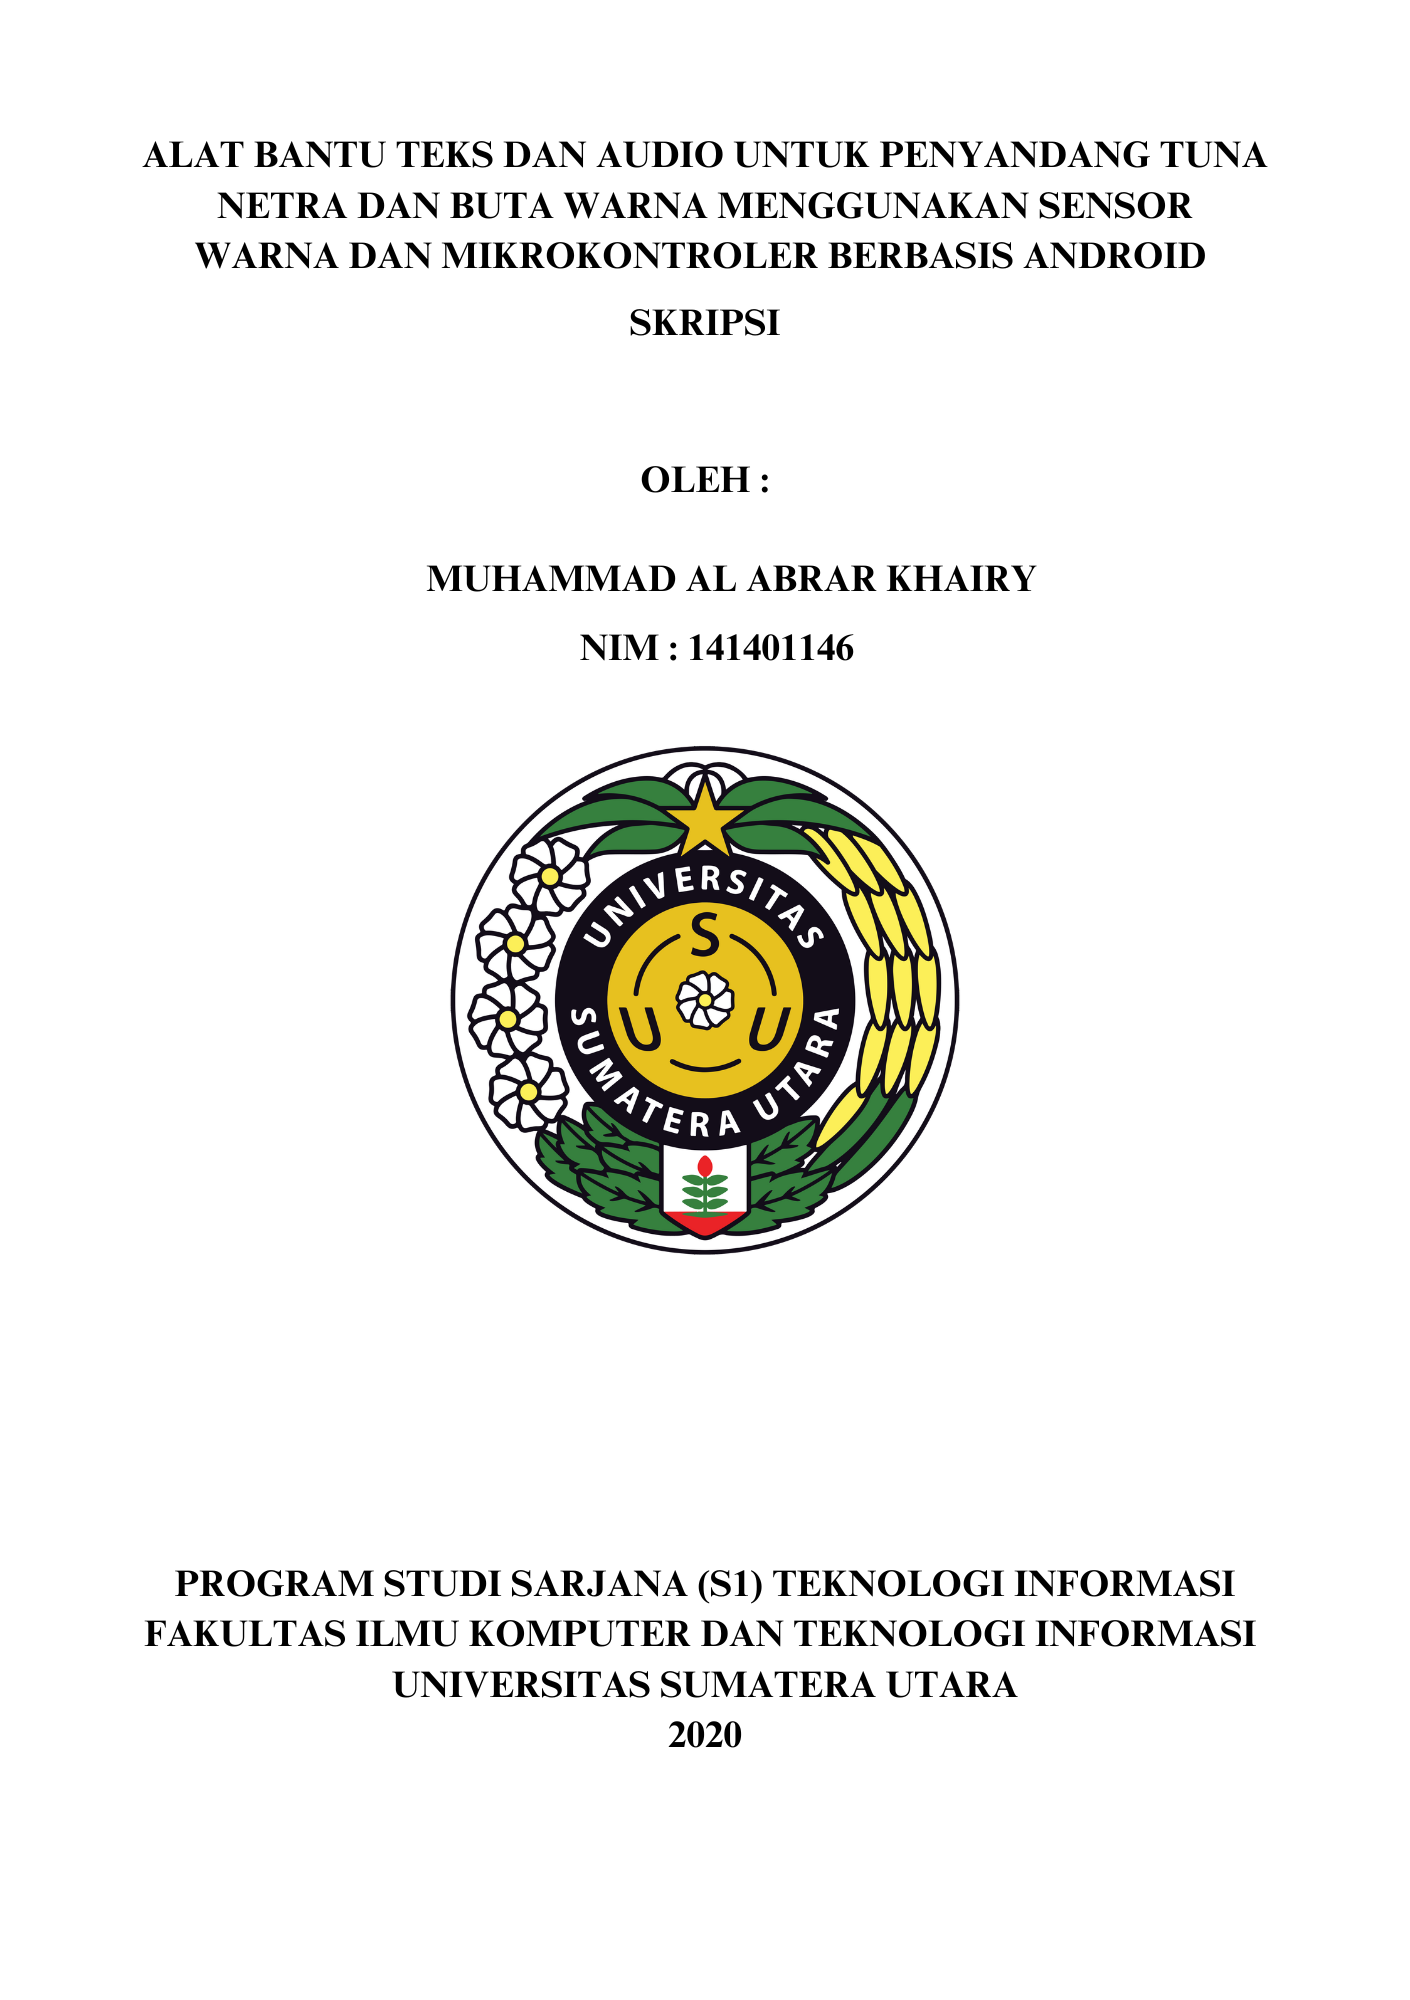 ALAT BANTU TEKS DAN AUDIO UNTUK PENYANDANG TUNA
NETRA DAN BUTA WARNA MENGGUNAKAN SENSOR
WARNA DAN MIKROKONTROLER BERBASIS ANDROID
SKRIPSI
OLEH :
MUHAMMAD AL ABRAR KHAIRY
NIM : 141401146
UNIVERSITAS
S
U U
SUMATERA UTARA
PROGRAM STUDI SARJANA (S1) TEKNOLOGI INFORMASI
FAKULTAS ILMU KOMPUTER DAN TEKNOLOGI INFORMASI
UNIVERSITAS SUMATERA UTARA
2020